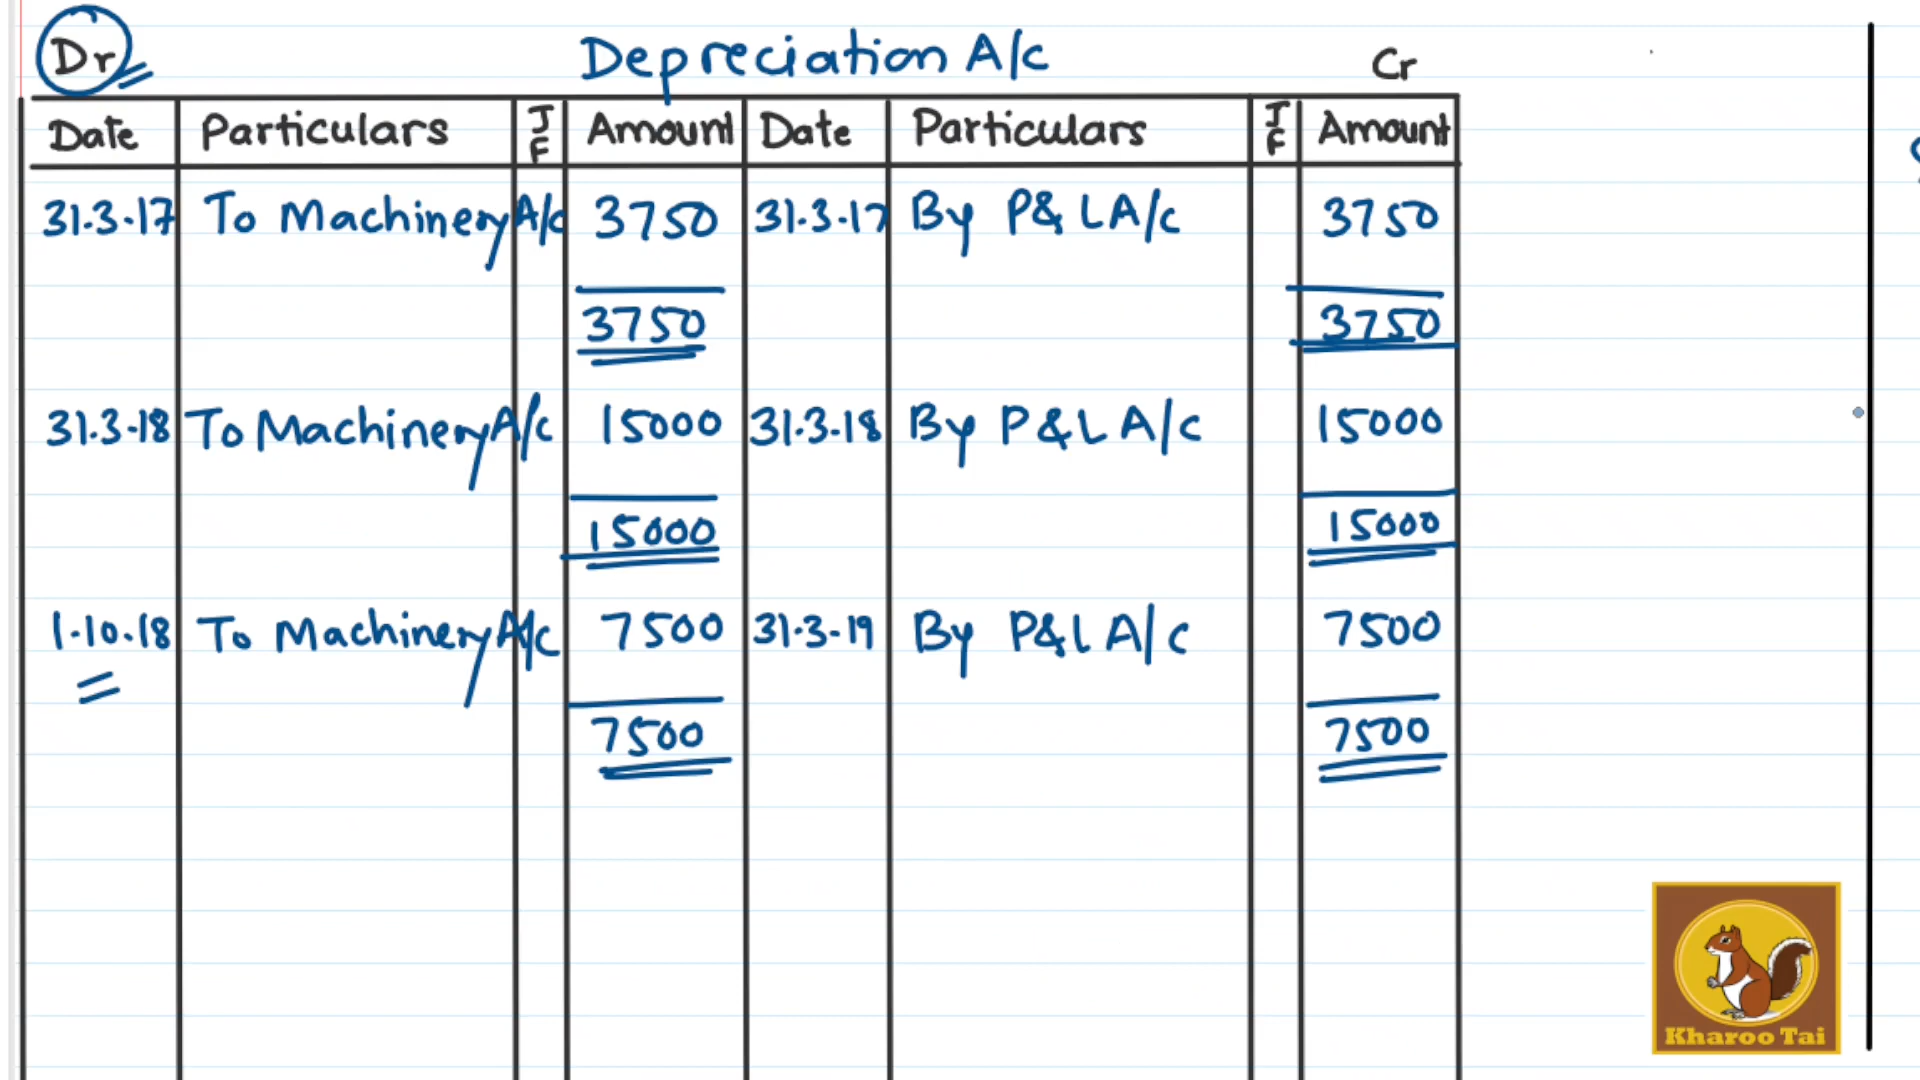 Dr Depreciation A/c Cr
Date Particulars JF Amount Date Particulars JF Amount
31.3.17 To Machinery A/c 3750 31.3.17 By P&L A/c 3750
3750 3750
31.3.18 To Machinery A/c 15000 31.3.18 By P&L A/c 15000
15000 15000
1.10.18 To Machinery A/c 7500 31.3.19 By P&L A/c 7500
7500 7500
Kharoo Tai